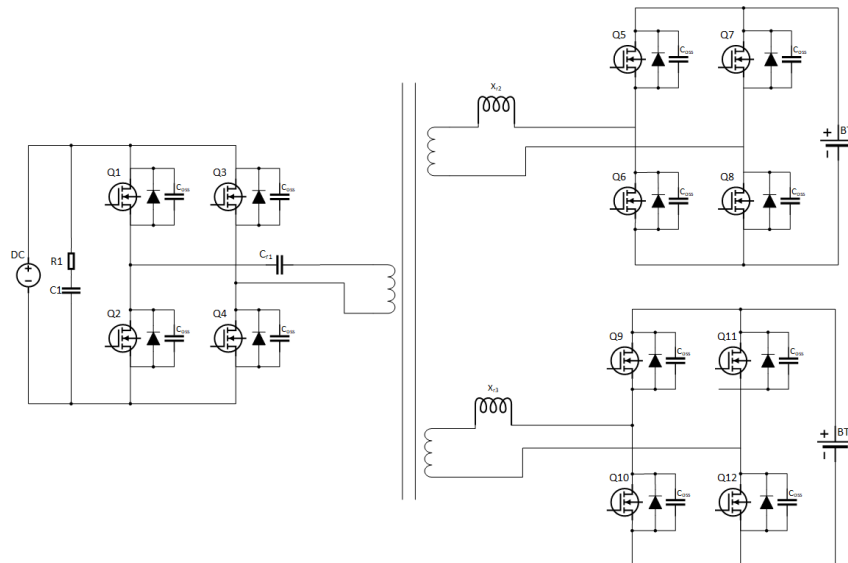 Q5
Coss
Q7
Coss
Xr2
BT
+
-
Q6
Coss
Q8
Coss
Q1
Coss
Q3
Coss
DC
+
-
R1
C1
Cr1
Q2
Coss
Q4
Coss
Q9
Coss
Q11
Coss
Xr3
BT
+
-
Q10
Coss
Q12
Coss